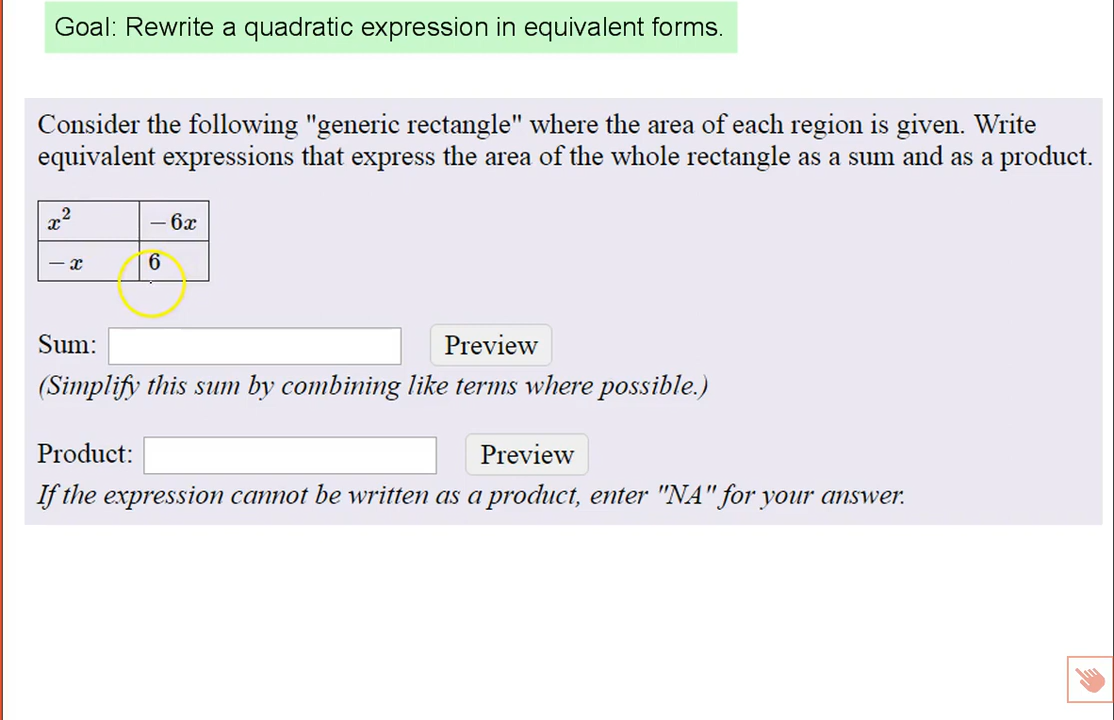 Goal: Rewrite a quadratic expression in equivalent forms.
Consider the following "generic rectangle" where the area of each region is given. Write
equivalent expressions that express the area of the whole rectangle as a sum and as a product.
x² − 6x
− x 6
Sum: Preview
(Simplify this sum by combining like terms where possible.)
Product: Preview
If the expression cannot be written as a product, enter "NA" for your answer.